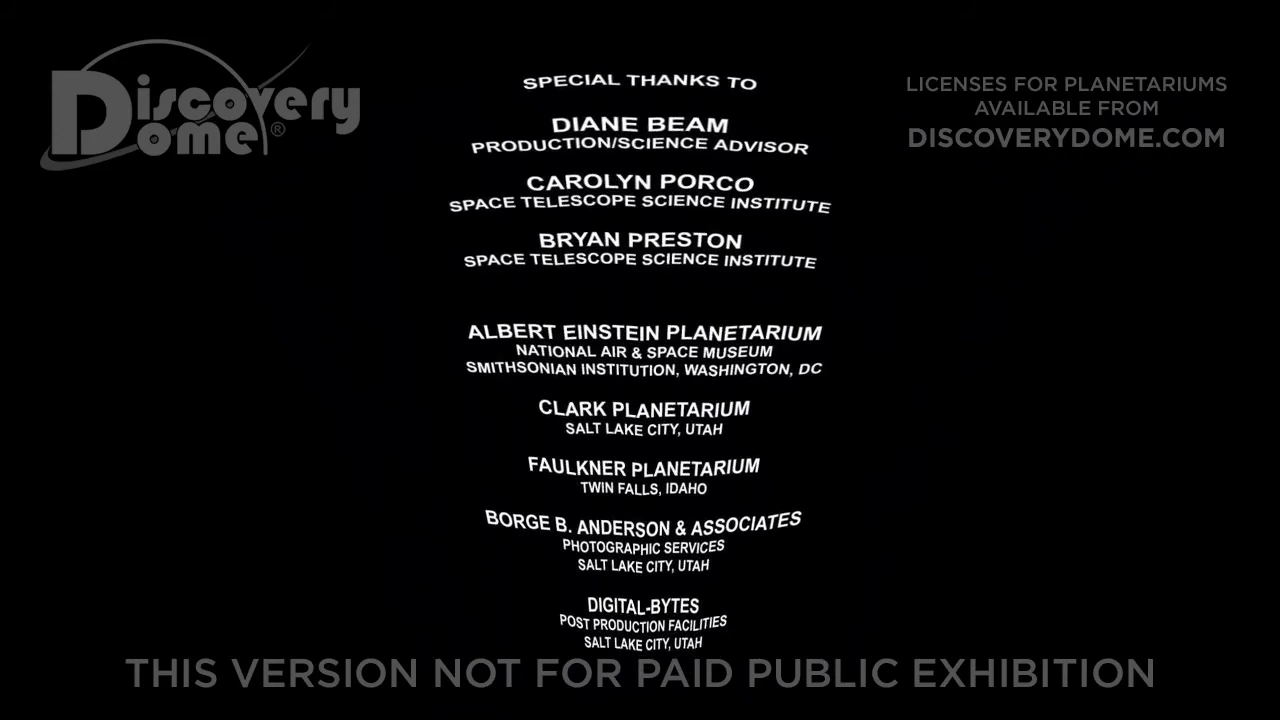 Discovery
Dome®
LICENSES FOR PLANETARIUMS
AVAILABLE FROM
DISCOVERYDOME.COM
SPECIAL THANKS TO
DIANE BEAM
PRODUCTION/SCIENCE ADVISOR
CAROLYN PORCO
SPACE TELESCOPE SCIENCE INSTITUTE
BRYAN PRESTON
SPACE TELESCOPE SCIENCE INSTITUTE
ALBERT EINSTEIN PLANETARIUM
NATIONAL AIR & SPACE MUSEUM
SMITHSONIAN INSTITUTION, WASHINGTON, DC
CLARK PLANETARIUM
SALT LAKE CITY, UTAH
FAULKNER PLANETARIUM
TWIN FALLS, IDAHO
BORGE B. ANDERSON & ASSOCIATES
PHOTOGRAPHIC SERVICES
SALT LAKE CITY, UTAH
DIGITAL-BYTES
POST PRODUCTION FACILITIES
SALT LAKE CITY, UTAH
THIS VERSION NOT FOR PAID PUBLIC EXHIBITION